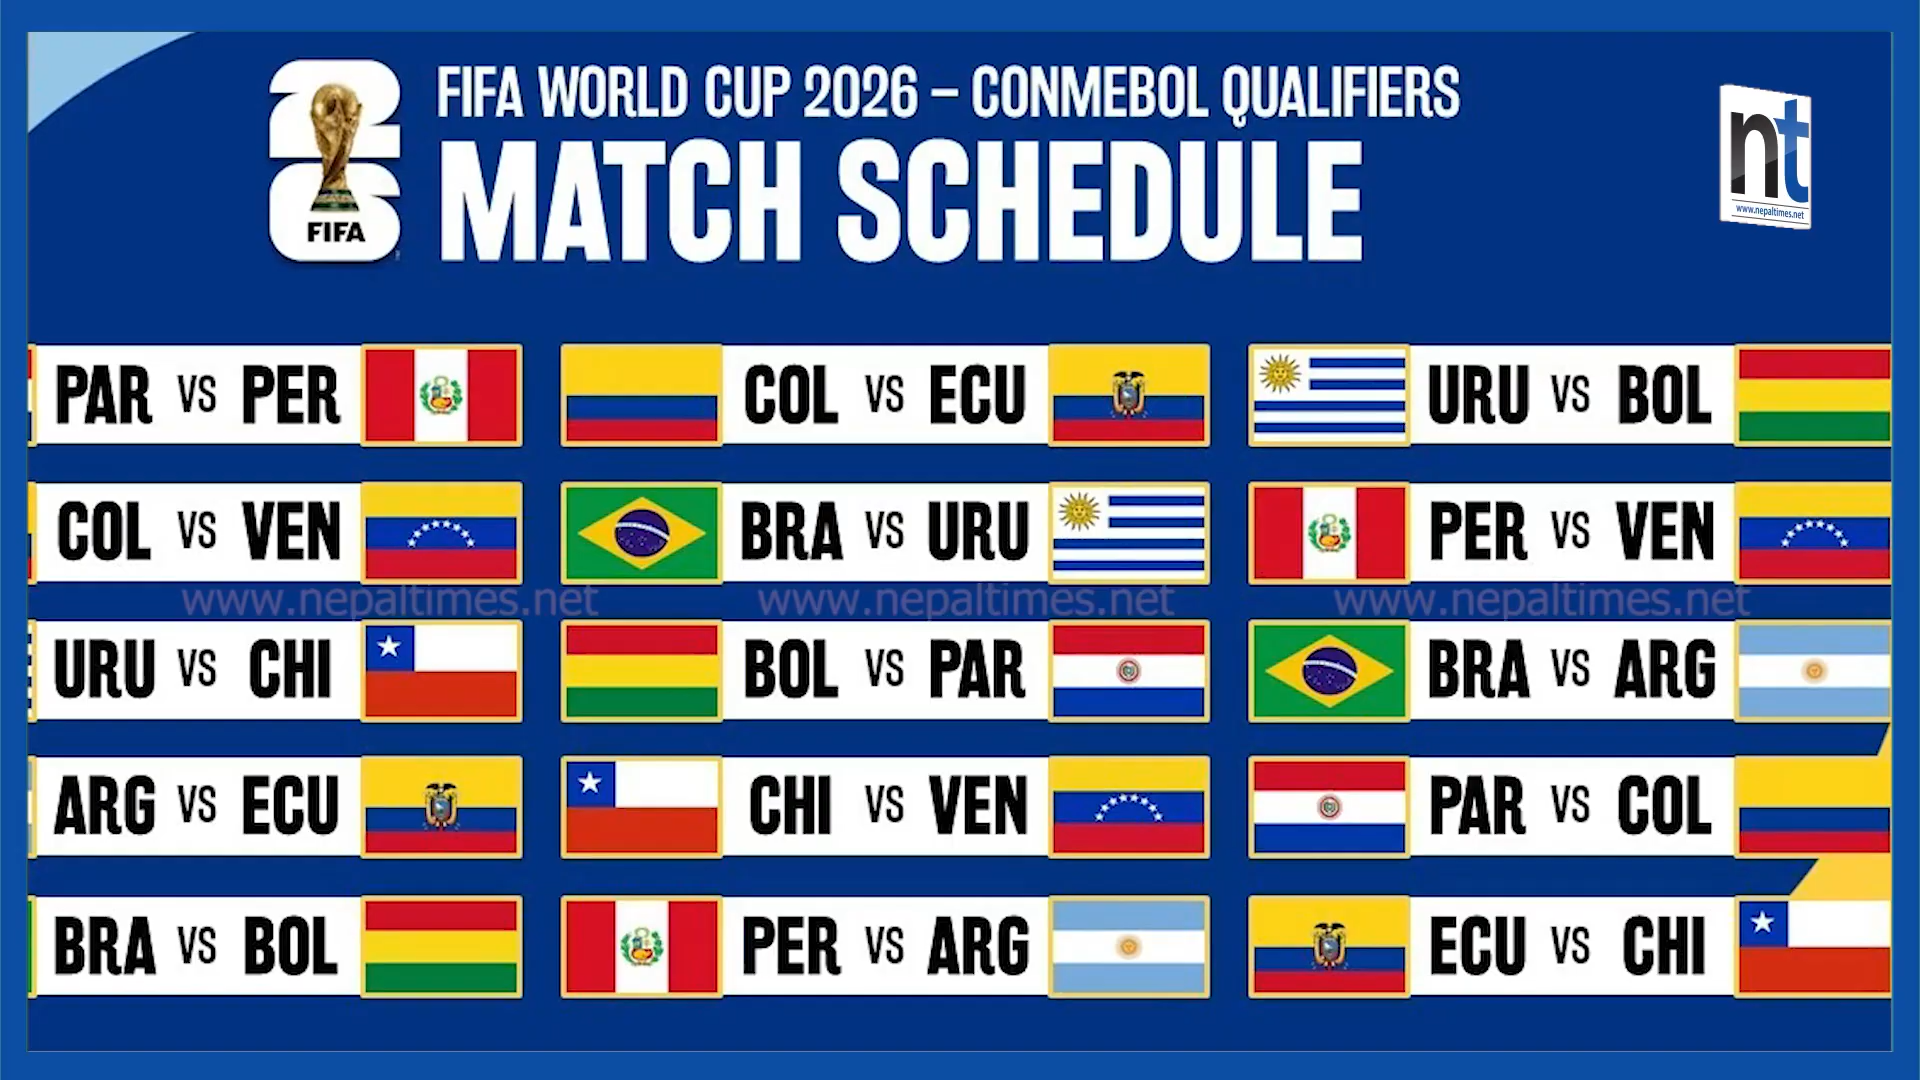 FIFA WORLD CUP 2026 – CONMEBOL QUALIFIERS
MATCH SCHEDULE
FIFA
nt
www.nepaltimes.net
PAR VS PER
COL VS ECU
URU VS BOL
COL VS VEN
BRA VS URU
PER VS VEN
www.nepaltimes.net
www.nepaltimes.net
www.nepaltimes.net
URU VS CHI
BOL VS PAR
BRA VS ARG
ARG VS ECU
CHI VS VEN
PAR VS COL
BRA VS BOL
PER VS ARG
ECU VS CHI